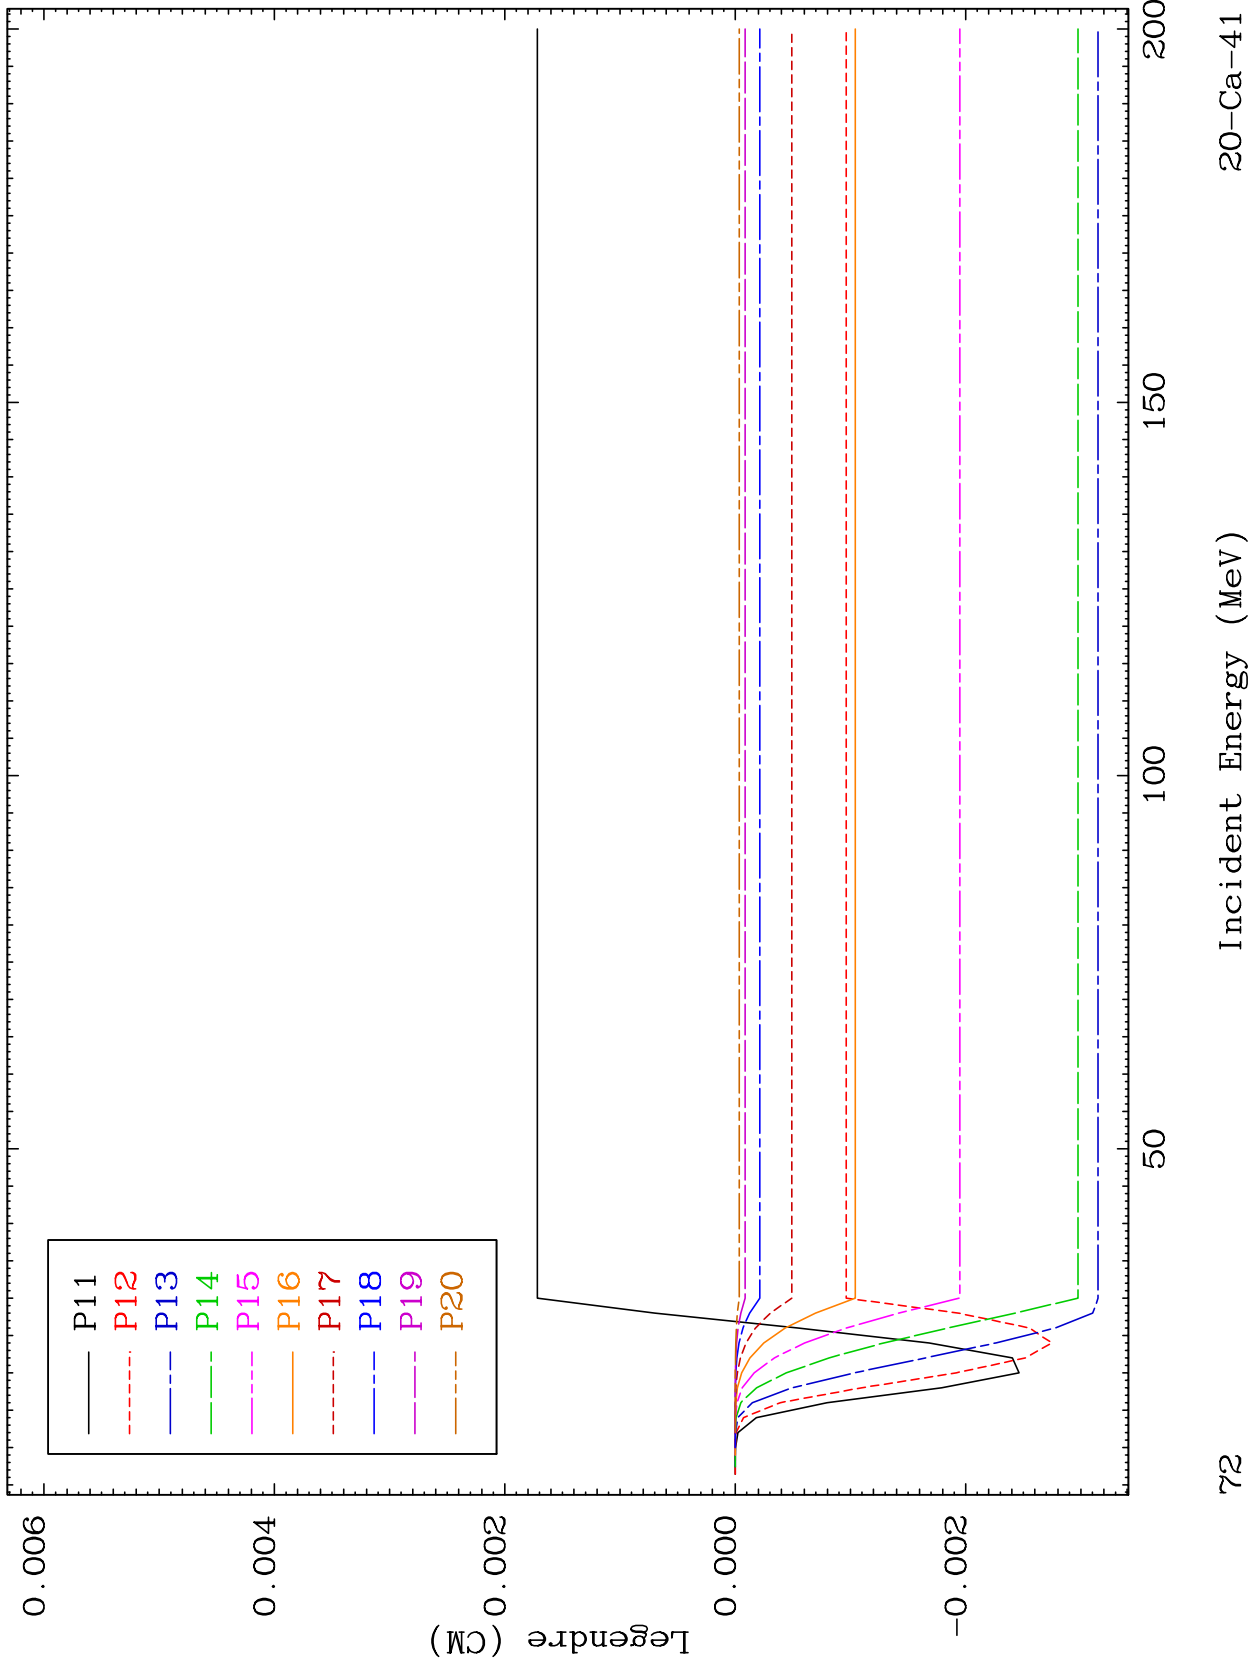 Legendre (CM)
0.006
0.004
0.002
0.000
-0.002
P11
P12
P13
P14
P15
P16
P17
P18
P19
P20
50
100
150
200
Incident Energy (MeV)
72
20-Ca-41